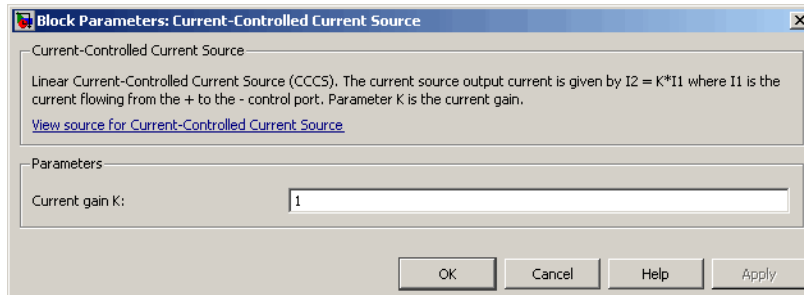 Block Parameters: Current-Controlled Current Source
Current-Controlled Current Source
Linear Current-Controlled Current Source (CCCS). The current source output current is given by I2 = K*I1 where I1 is the
current flowing from the + to the - control port. Parameter K is the current gain.
View source for Current-Controlled Current Source
Parameters
Current gain K: 1
OK Cancel Help Apply